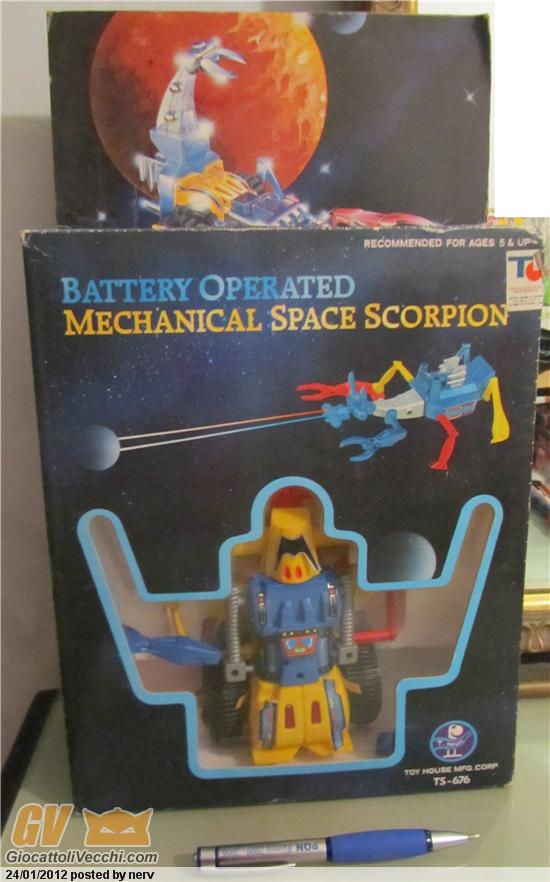 RECOMMENDED FOR AGES 5 & UP
BATTERY OPERATED
MECHANICAL SPACE SCORPION
TOY HOUSE MFG. CORP.
TS-676
GV
GiocattoliVecchi.com
24/01/2012 posted by nerv